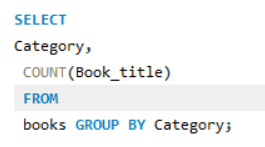 SELECT
Category,
COUNT(Book_title)
FROM
books GROUP BY Category;